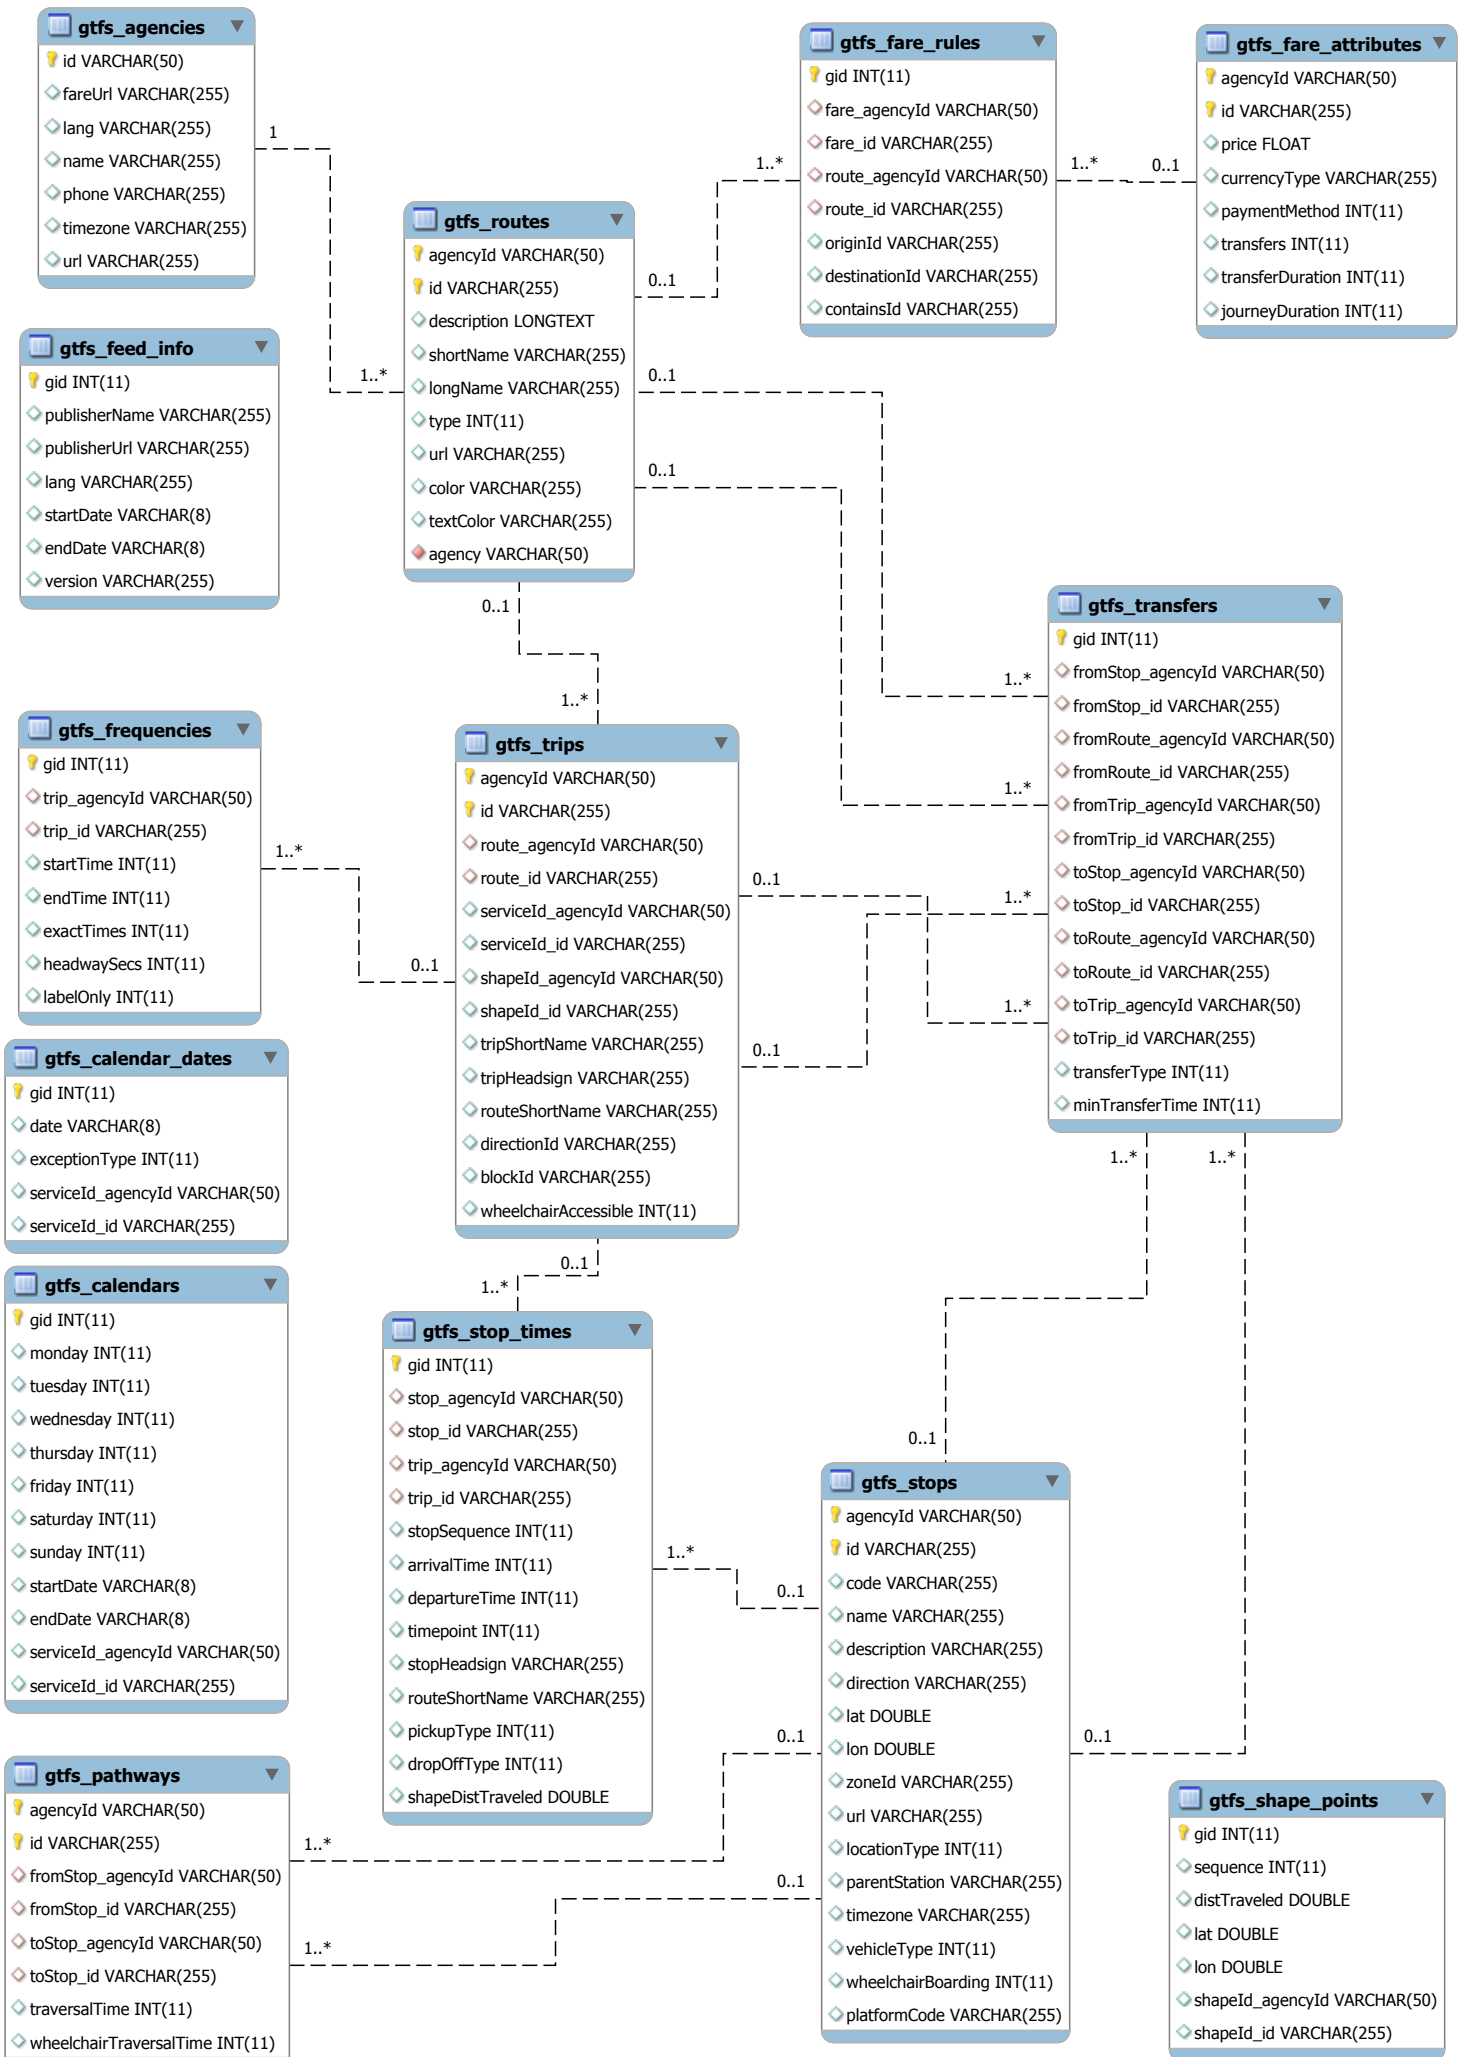 gtfs_agencies
id VARCHAR(50)
fareUrl VARCHAR(255)
lang VARCHAR(255)
name VARCHAR(255)
phone VARCHAR(255)
timezone VARCHAR(255)
url VARCHAR(255)
1
1..*
gtfs_feed_info
gid INT(11)
publisherName VARCHAR(255)
publisherUrl VARCHAR(255)
lang VARCHAR(255)
startDate VARCHAR(8)
endDate VARCHAR(8)
version VARCHAR(255)
gtfs_routes
agencyId VARCHAR(50)
id VARCHAR(255)
description LONGTEXT
shortName VARCHAR(255)
longName VARCHAR(255)
type INT(11)
url VARCHAR(255)
color VARCHAR(255)
textColor VARCHAR(255)
agency VARCHAR(50)
0..1
0..1
0..1
0..1
1..*
gtfs_fare_rules
gid INT(11)
fare_agencyId VARCHAR(50)
fare_id VARCHAR(255)
route_agencyId VARCHAR(50)
route_id VARCHAR(255)
originId VARCHAR(255)
destinationId VARCHAR(255)
containsId VARCHAR(255)
1..*
1..*
0..1
gtfs_fare_attributes
agencyId VARCHAR(50)
id VARCHAR(255)
price FLOAT
currencyType VARCHAR(255)
paymentMethod INT(11)
transfers INT(11)
transferDuration INT(11)
journeyDuration INT(11)
gtfs_transfers
gid INT(11)
fromStop_agencyId VARCHAR(50)
fromStop_id VARCHAR(255)
fromRoute_agencyId VARCHAR(50)
fromRoute_id VARCHAR(255)
fromTrip_agencyId VARCHAR(50)
fromTrip_id VARCHAR(255)
toStop_agencyId VARCHAR(50)
toStop_id VARCHAR(255)
toRoute_agencyId VARCHAR(50)
toRoute_id VARCHAR(255)
toTrip_agencyId VARCHAR(50)
toTrip_id VARCHAR(255)
transferType INT(11)
minTransferTime INT(11)
1..*
1..*
1..*
1..*
1..*
1..*
gtfs_frequencies
gid INT(11)
trip_agencyId VARCHAR(50)
trip_id VARCHAR(255)
startTime INT(11)
endTime INT(11)
exactTimes INT(11)
headwaySecs INT(11)
labelOnly INT(11)
1..*
0..1
gtfs_trips
agencyId VARCHAR(50)
id VARCHAR(255)
route_agencyId VARCHAR(50)
route_id VARCHAR(255)
serviceId_agencyId VARCHAR(50)
serviceId_id VARCHAR(255)
shapeId_agencyId VARCHAR(50)
shapeId_id VARCHAR(255)
tripShortName VARCHAR(255)
tripHeadsign VARCHAR(255)
routeShortName VARCHAR(255)
directionId VARCHAR(255)
blockId VARCHAR(255)
wheelchairAccessible INT(11)
0..1
0..1
0..1
1..*
gtfs_calendar_dates
gid INT(11)
date VARCHAR(8)
exceptionType INT(11)
serviceId_agencyId VARCHAR(50)
serviceId_id VARCHAR(255)
gtfs_calendars
gid INT(11)
monday INT(11)
tuesday INT(11)
wednesday INT(11)
thursday INT(11)
friday INT(11)
saturday INT(11)
sunday INT(11)
startDate VARCHAR(8)
endDate VARCHAR(8)
serviceId_agencyId VARCHAR(50)
serviceId_id VARCHAR(255)
gtfs_stop_times
gid INT(11)
stop_agencyId VARCHAR(50)
stop_id VARCHAR(255)
trip_agencyId VARCHAR(50)
trip_id VARCHAR(255)
stopSequence INT(11)
arrivalTime INT(11)
departureTime INT(11)
timepoint INT(11)
stopHeadsign VARCHAR(255)
routeShortName VARCHAR(255)
pickupType INT(11)
dropOffType INT(11)
shapeDistTraveled DOUBLE
1..*
0..1
0..1
gtfs_stops
agencyId VARCHAR(50)
id VARCHAR(255)
code VARCHAR(255)
name VARCHAR(255)
description VARCHAR(255)
direction VARCHAR(255)
lat DOUBLE
lon DOUBLE
zoneId VARCHAR(255)
url VARCHAR(255)
locationType INT(11)
parentStation VARCHAR(255)
timezone VARCHAR(255)
vehicleType INT(11)
wheelchairBoarding INT(11)
platformCode VARCHAR(255)
0..1
0..1
0..1
gtfs_pathways
agencyId VARCHAR(50)
id VARCHAR(255)
fromStop_agencyId VARCHAR(50)
fromStop_id VARCHAR(255)
toStop_agencyId VARCHAR(50)
toStop_id VARCHAR(255)
traversalTime INT(11)
wheelchairTraversalTime INT(11)
1..*
1..*
gtfs_shape_points
gid INT(11)
sequence INT(11)
distTraveled DOUBLE
lat DOUBLE
lon DOUBLE
shapeId_agencyId VARCHAR(50)
shapeId_id VARCHAR(255)